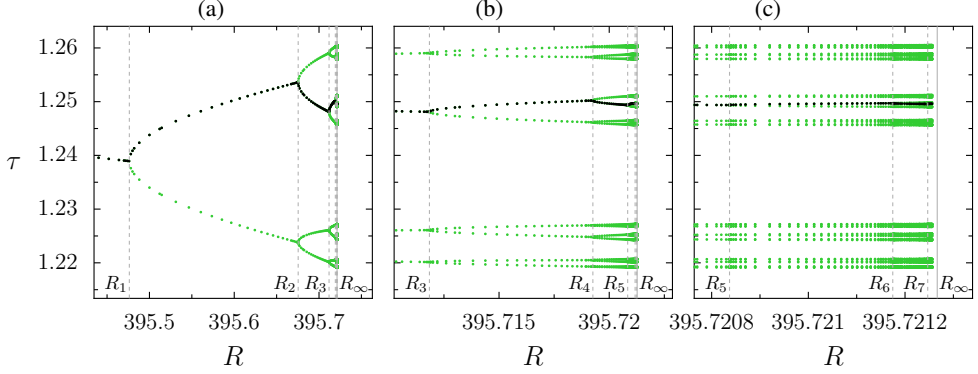 (a) (b) (c)
1.26
1.25
τ 1.24
1.23
1.22
R₁ R₂ R₃ R∞ R₃ R₄ R₅ R∞ R₅ R₆ R₇ R∞
395.5 395.6 395.7 395.715 395.72 395.7208 395.721 395.7212
R R R